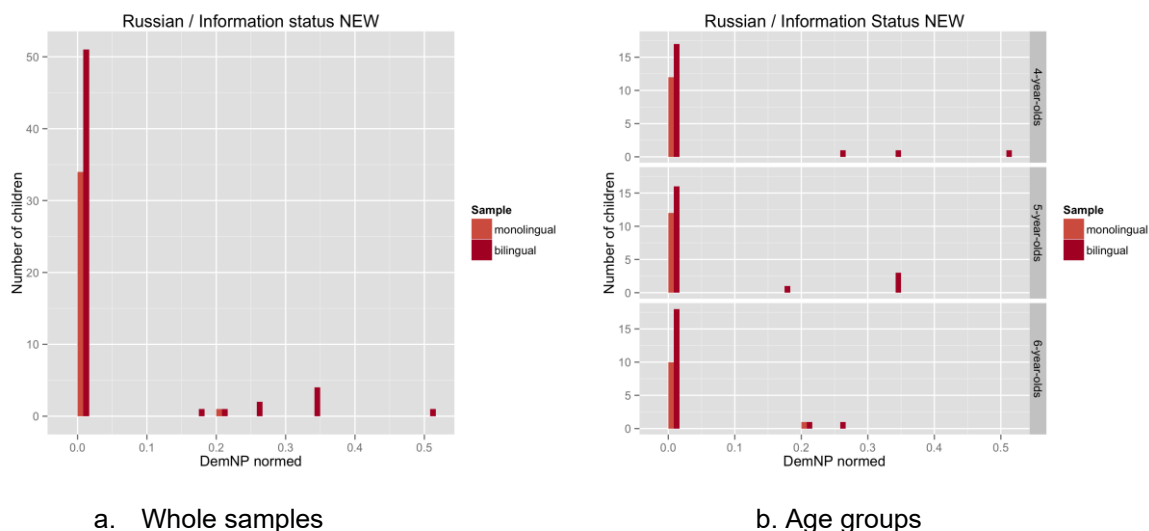 Russian / Information status NEW
50
40
30
20
10
0
Number of children
0.0 0.1 0.2 0.3 0.4 0.5
DemNP normed
Sample
monolingual
bilingual
a. Whole samples
Russian / Information Status NEW
15
10
5
0
4-year-olds
15
10
5
0
5-year-olds
15
10
5
0
6-year-olds
Number of children
0.0 0.1 0.2 0.3 0.4 0.5
DemNP normed
Sample
monolingual
bilingual
b. Age groups